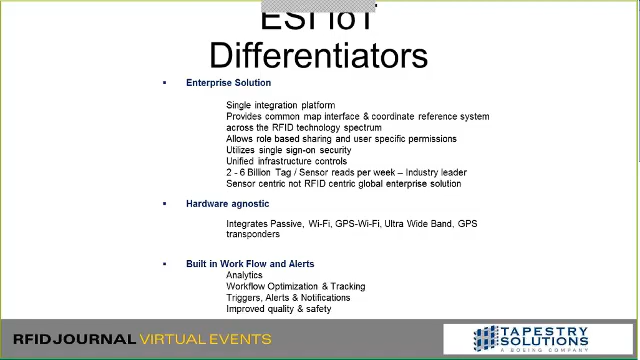 ESI IoT
Differentiators
Enterprise Solution
Single integration platform
Provides common map interface & coordinate reference system
across the RFID technology spectrum
Allows role based sharing and user specific permissions
Utilizes single sign-on security
Unified infrastructure controls
2 - 6 Billion Tag / Sensor reads per week – Industry leader
Sensor centric not RFID centric global enterprise solution
Hardware agnostic
Integrates Passive, Wi-Fi, GPS-Wi-Fi, Ultra Wide Band, GPS
transponders
Built in Work Flow and Alerts
Analytics
Workflow Optimization & Tracking
Triggers, Alerts & Notifications
Improved quality & safety
RFID JOURNAL VIRTUAL EVENTS
TAPESTRY
SOLUTIONS
A BOEING COMPANY